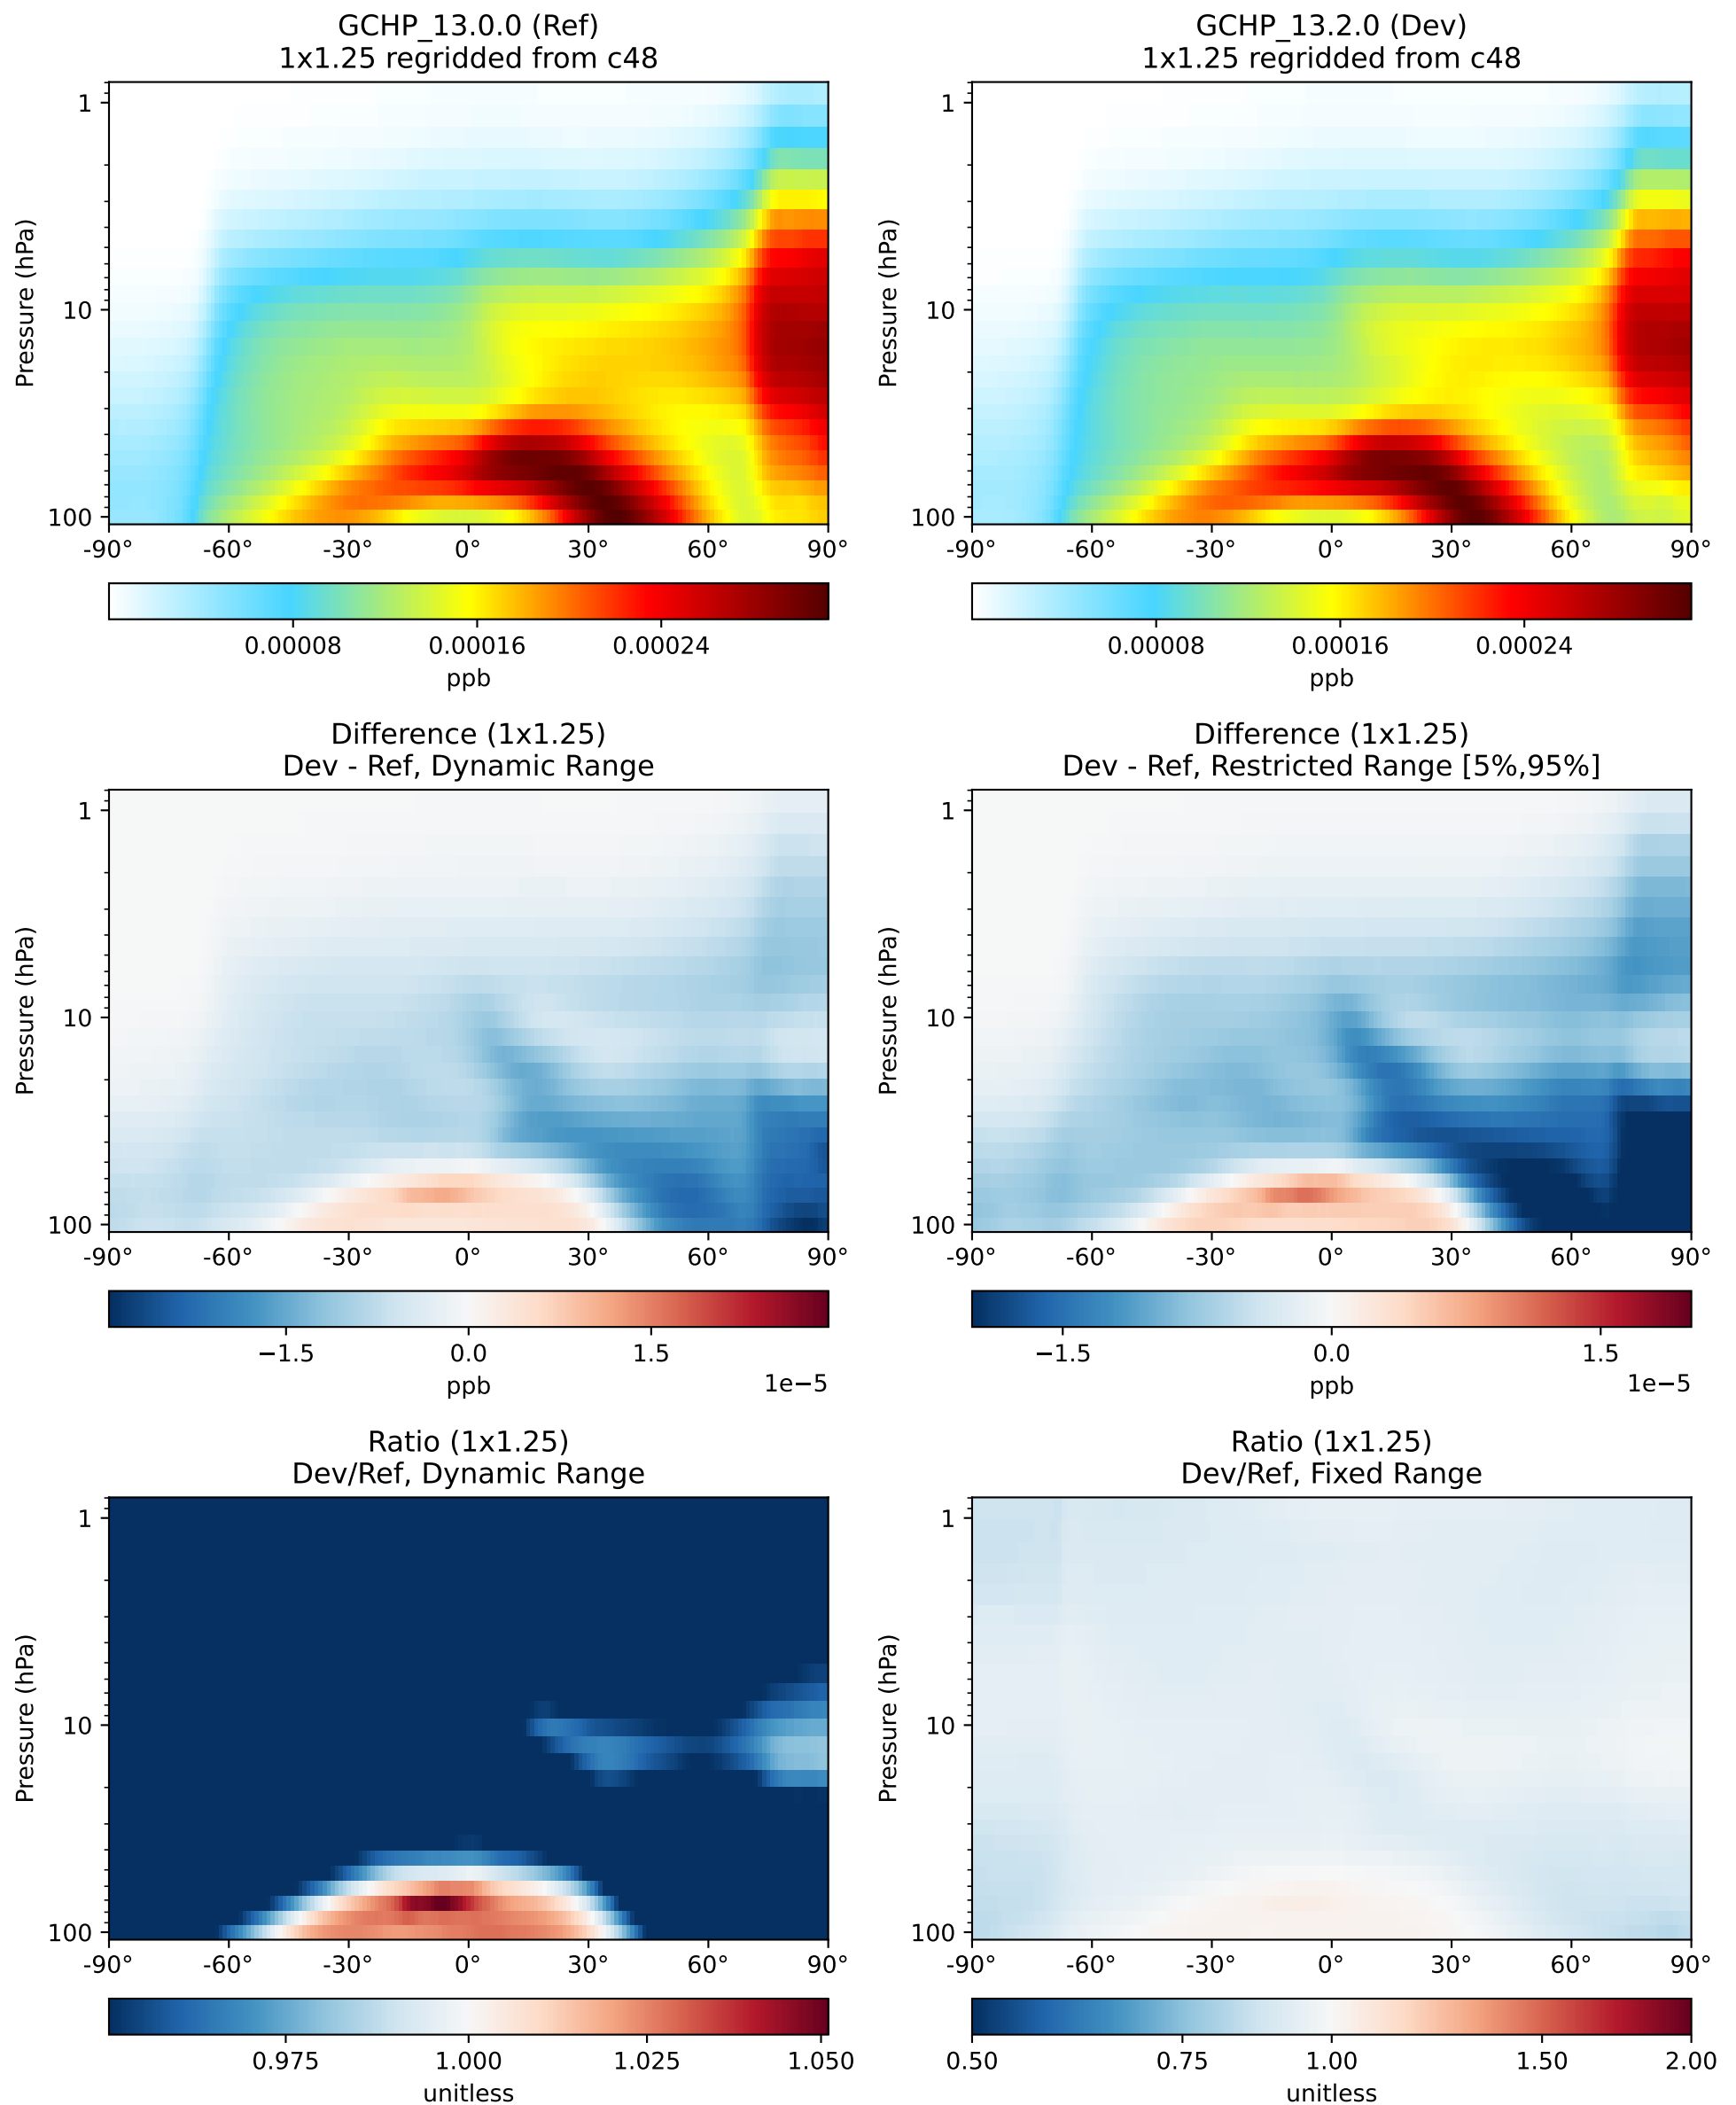 GCHP_13.0.0 (Ref)
1x1.25 regridded from c48
Pressure (hPa)
1
10
100
-90° -60° -30° 0° 30° 60° 90°
0.00008 0.00016 0.00024
ppb
GCHP_13.2.0 (Dev)
1x1.25 regridded from c48
Pressure (hPa)
1
10
100
-90° -60° -30° 0° 30° 60° 90°
0.00008 0.00016 0.00024
ppb
Difference (1x1.25)
Dev - Ref, Dynamic Range
Pressure (hPa)
1
10
100
-90° -60° -30° 0° 30° 60° 90°
−1.5 0.0 1.5
1e−5
ppb
Difference (1x1.25)
Dev - Ref, Restricted Range [5%,95%]
Pressure (hPa)
1
10
100
-90° -60° -30° 0° 30° 60° 90°
−1.5 0.0 1.5
1e−5
ppb
Ratio (1x1.25)
Dev/Ref, Dynamic Range
Pressure (hPa)
1
10
100
-90° -60° -30° 0° 30° 60° 90°
0.975 1.000 1.025 1.050
unitless
Ratio (1x1.25)
Dev/Ref, Fixed Range
Pressure (hPa)
1
10
100
-90° -60° -30° 0° 30° 60° 90°
0.50 0.75 1.00 1.50 2.00
unitless